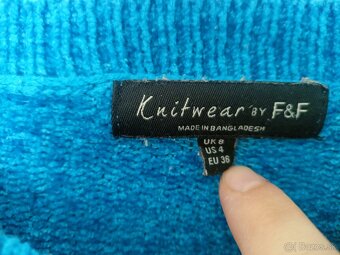 Knitwear BY F&F
MADE IN BANGLADESH
UK 8
US 4
EU 36